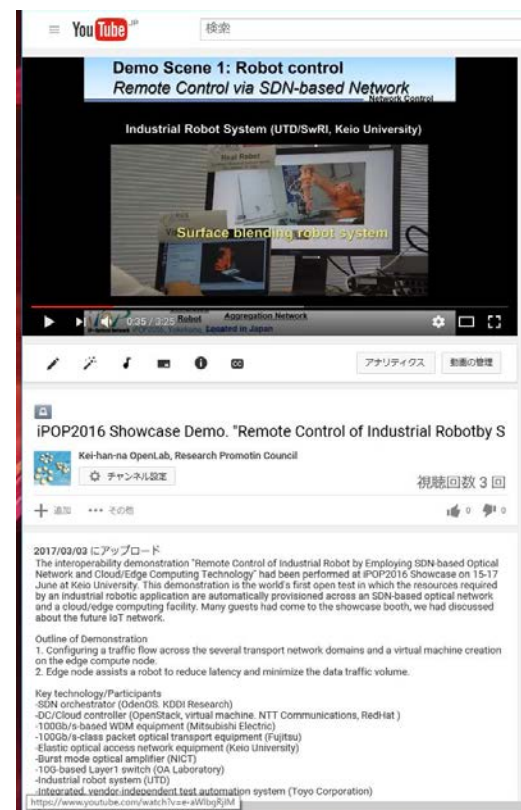 YouTube JP
検索
Demo Scene 1: Robot control
Remote Control via SDN-based Network
Network Control
Industrial Robot System (UTD/SwRI, Keio University)
Real Robot
Surface blending robot system
0:35 / 3:25
Robot
Aggregation Network
iPOP2016, Yokohama, Located in Japan
アナリティクス
動画の管理
iPOP2016 Showcase Demo. "Remote Control of Industrial Robotby S
Kei-han-na OpenLab, Research Promotin Council
チャンネル設定
視聴回数 3 回
追加
その他
0
0
2017/03/03 にアップロード
The interoperability demonstration "Remote Control of Industrial Robot by Employing SDN-based Optical
Network and Cloud/Edge Computing Technology" had been performed at iPOP2016 Showcase on 15-17
June at Keio University. This demonstration is the world's first open test in which the resources required
by an industrial robotic application are automatically provisioned across an SDN-based optical network
and a cloud/edge computing facility. Many guests had come to the showcase booth, we had discussed
about the future IoT network.
Outline of Demonstration
1. Configuring a traffic flow across the several transport network domains and a virtual machine creation
on the edge compute node.
2. Edge node assists a robot to reduce latency and minimize the data traffic volume.
Key technology/Participants
-SDN orchestrator (OdenOS. KDDI Research)
-DC/Cloud controller (OpenStack, virtual machine. NTT Communications, RedHat )
-100Gb/s-based WDM equipment (Mitsubishi Electric)
-100Gb/s-class packet optical transport equipment (Fujitsu)
-Elastic optical access network equipment (Keio University)
-Burst mode optical amplifier (NICT)
-10G-based Layer1 switch (OA Laboratory)
-Industrial robot system (UTD)
-Integrated, vendor-independent test automation system (Toyo Corporation)
https://www.youtube.com/watch?v=e-aWIbqRjIM